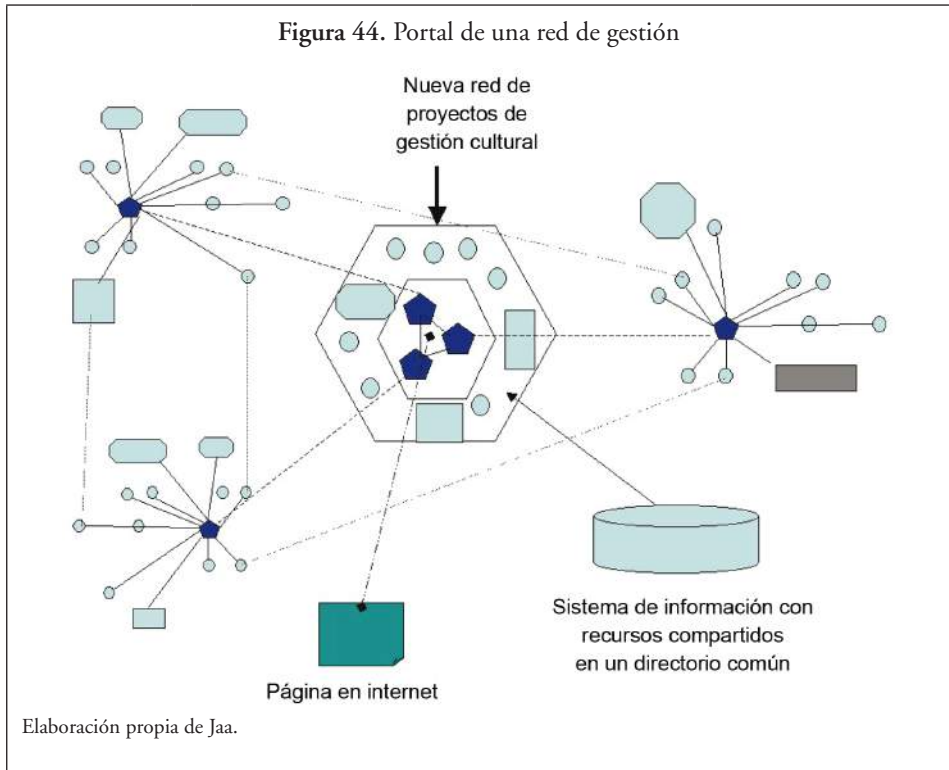 Figura 44. Portal de una red de gestión
Nueva red de
proyectos de
gestión cultural
Sistema de información con
recursos compartidos
en un directorio común
Página en internet
Elaboración propia de Jaa.